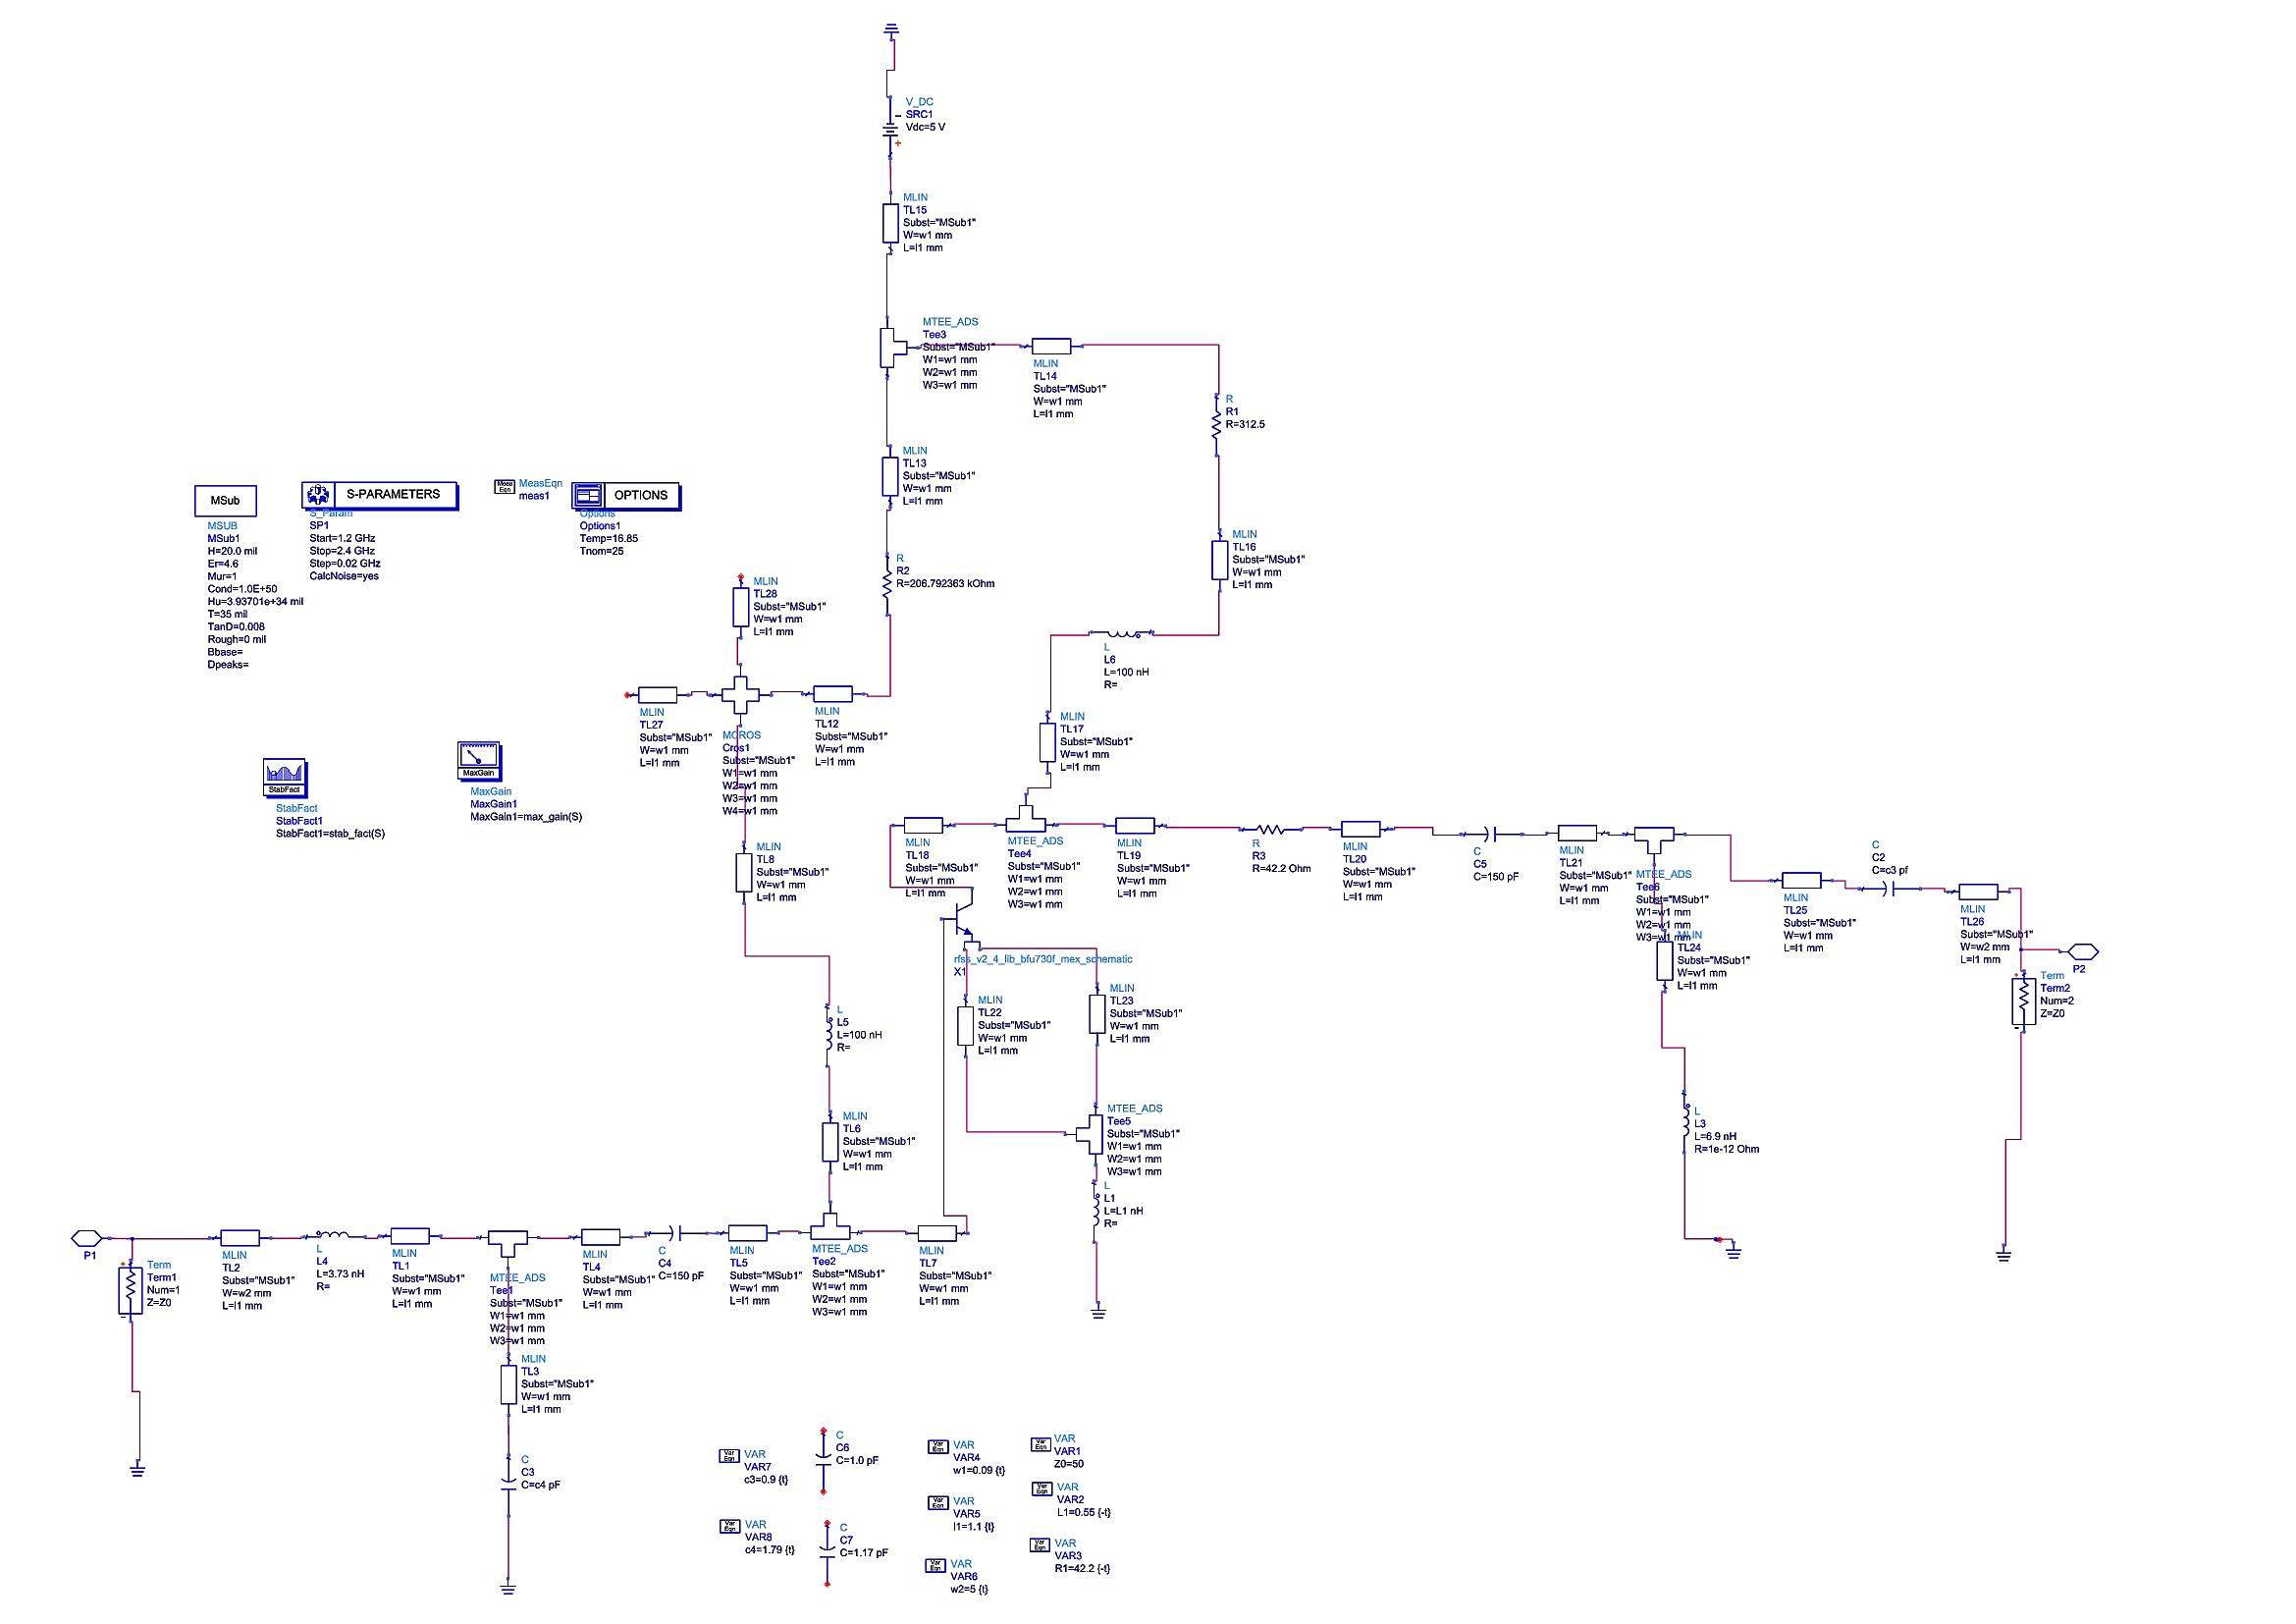 V_DC
SRC1
Vdc=5 V
MLIN
TL15
Subst="MSub1"
W=w1 mm
L=l1 mm
MTEE_ADS
Tee3
Subst="MSub1"
W1=w1 mm
W2=w1 mm
W3=w1 mm
MLIN
TL14
Subst="MSub1"
W=w1 mm
L=l1 mm
R
R1
R=312.5
MLIN
TL13
Subst="MSub1"
W=w1 mm
L=l1 mm
MSub
MSUB
MSub1
H=20.0 mil
Er=4.6
Mur=1
Cond=1.0E+50
Hu=3.93701e+34 mil
T=35 mil
TanD=0.008
Rough=0 mil
Bbase=
Dpeaks=
S-PARAMETERS
S_Param
SP1
Start=1.2 GHz
Stop=2.4 GHz
Step=0.02 GHz
CalcNoise=yes
Meas
Eqn
MeasEqn
meas1
OPTIONS
Options
Options1
Temp=16.85
Tnom=25
MLIN
TL16
Subst="MSub1"
W=w1 mm
L=l1 mm
R
R2
R=206.792363 kOhm
MLIN
TL28
Subst="MSub1"
W=w1 mm
L=l1 mm
L
L6
L=100 nH
R=
MLIN
TL27
Subst="MSub1"
W=w1 mm
L=l1 mm
MCROS
Cros1
Subst="MSub1"
W1=w1 mm
W2=w1 mm
W3=w1 mm
W4=w1 mm
MLIN
TL12
Subst="MSub1"
W=w1 mm
L=l1 mm
MLIN
TL17
Subst="MSub1"
W=w1 mm
L=l1 mm
StabFact
StabFact
StabFact1
StabFact1=stab_fact(S)
MaxGain
MaxGain
MaxGain1
MaxGain1=max_gain(S)
MLIN
TL8
Subst="MSub1"
W=w1 mm
L=l1 mm
MLIN
TL18
Subst="MSub1"
W=w1 mm
L=l1 mm
MTEE_ADS
Tee4
Subst="MSub1"
W1=w1 mm
W2=w1 mm
W3=w1 mm
MLIN
TL19
Subst="MSub1"
W=w1 mm
L=l1 mm
R
R3
R=42.2 Ohm
MLIN
TL20
Subst="MSub1"
W=w1 mm
L=l1 mm
C
C5
C=150 pF
MLIN
TL21
Subst="MSub1"
W=w1 mm
L=l1 mm
MTEE_ADS
Tee6
Subst="MSub1"
W1=w1 mm
W2=w1 mm
W3=w1 mm
MLIN
TL24
Subst="MSub1"
W=w1 mm
L=l1 mm
MLIN
TL25
Subst="MSub1"
W=w1 mm
L=l1 mm
C
C2
C=c3 pf
MLIN
TL26
Subst="MSub1"
W=w2 mm
L=l1 mm
P2
Term
Term2
Num=2
Z=Z0
rfss_v2_4_lib_bfu730f_mex_schematic
X1
MLIN
TL22
Subst="MSub1"
W=w1 mm
L=l1 mm
MLIN
TL23
Subst="MSub1"
W=w1 mm
L=l1 mm
L
L5
L=100 nH
R=
MLIN
TL6
Subst="MSub1"
W=w1 mm
L=l1 mm
MTEE_ADS
Tee5
Subst="MSub1"
W1=w1 mm
W2=w1 mm
W3=w1 mm
L
L1
L=L1 nH
R=
L
L3
L=6.9 nH
R=1e-12 Ohm
P1
Term
Term1
Num=1
Z=Z0
MLIN
TL2
Subst="MSub1"
W=w2 mm
L=l1 mm
L
L4
L=3.73 nH
R=
MLIN
TL1
Subst="MSub1"
W=w1 mm
L=l1 mm
MTEE_ADS
Tee1
Subst="MSub1"
W1=w1 mm
W2=w1 mm
W3=w1 mm
MLIN
TL4
Subst="MSub1"
W=w1 mm
L=l1 mm
C
C4
C=150 pF
MLIN
TL5
Subst="MSub1"
W=w1 mm
L=l1 mm
MTEE_ADS
Tee2
Subst="MSub1"
W1=w1 mm
W2=w1 mm
W3=w1 mm
MLIN
TL7
Subst="MSub1"
W=w1 mm
L=l1 mm
MLIN
TL3
Subst="MSub1"
W=w1 mm
L=l1 mm
C
C3
C=c4 pF
Var
Eqn
VAR
VAR7
c3=0.9 {t}
C
C6
C=1.0 pF
Var
Eqn
VAR
VAR4
w1=0.09 {t}
Var
Eqn
VAR
VAR1
Z0=50
Var
Eqn
VAR
VAR2
L1=0.55 {-t}
Var
Eqn
VAR
VAR5
l1=1.1 {t}
Var
Eqn
VAR
VAR8
c4=1.79 {t}
C
C7
C=1.17 pF
Var
Eqn
VAR
VAR3
R1=42.2 {-t}
Var
Eqn
VAR
VAR6
w2=5 {t}